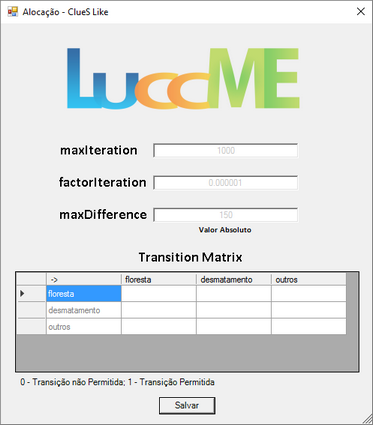 Alocação - ClueS Like
LuccME
maxIteration 1000
factorIteration 0.000001
maxDifference 150
Valor Absoluto
Transition Matrix
-> floresta desmatamento outros
floresta
desmatamento
outros
0 - Transição não Permitida; 1 - Transição Permitida
Salvar